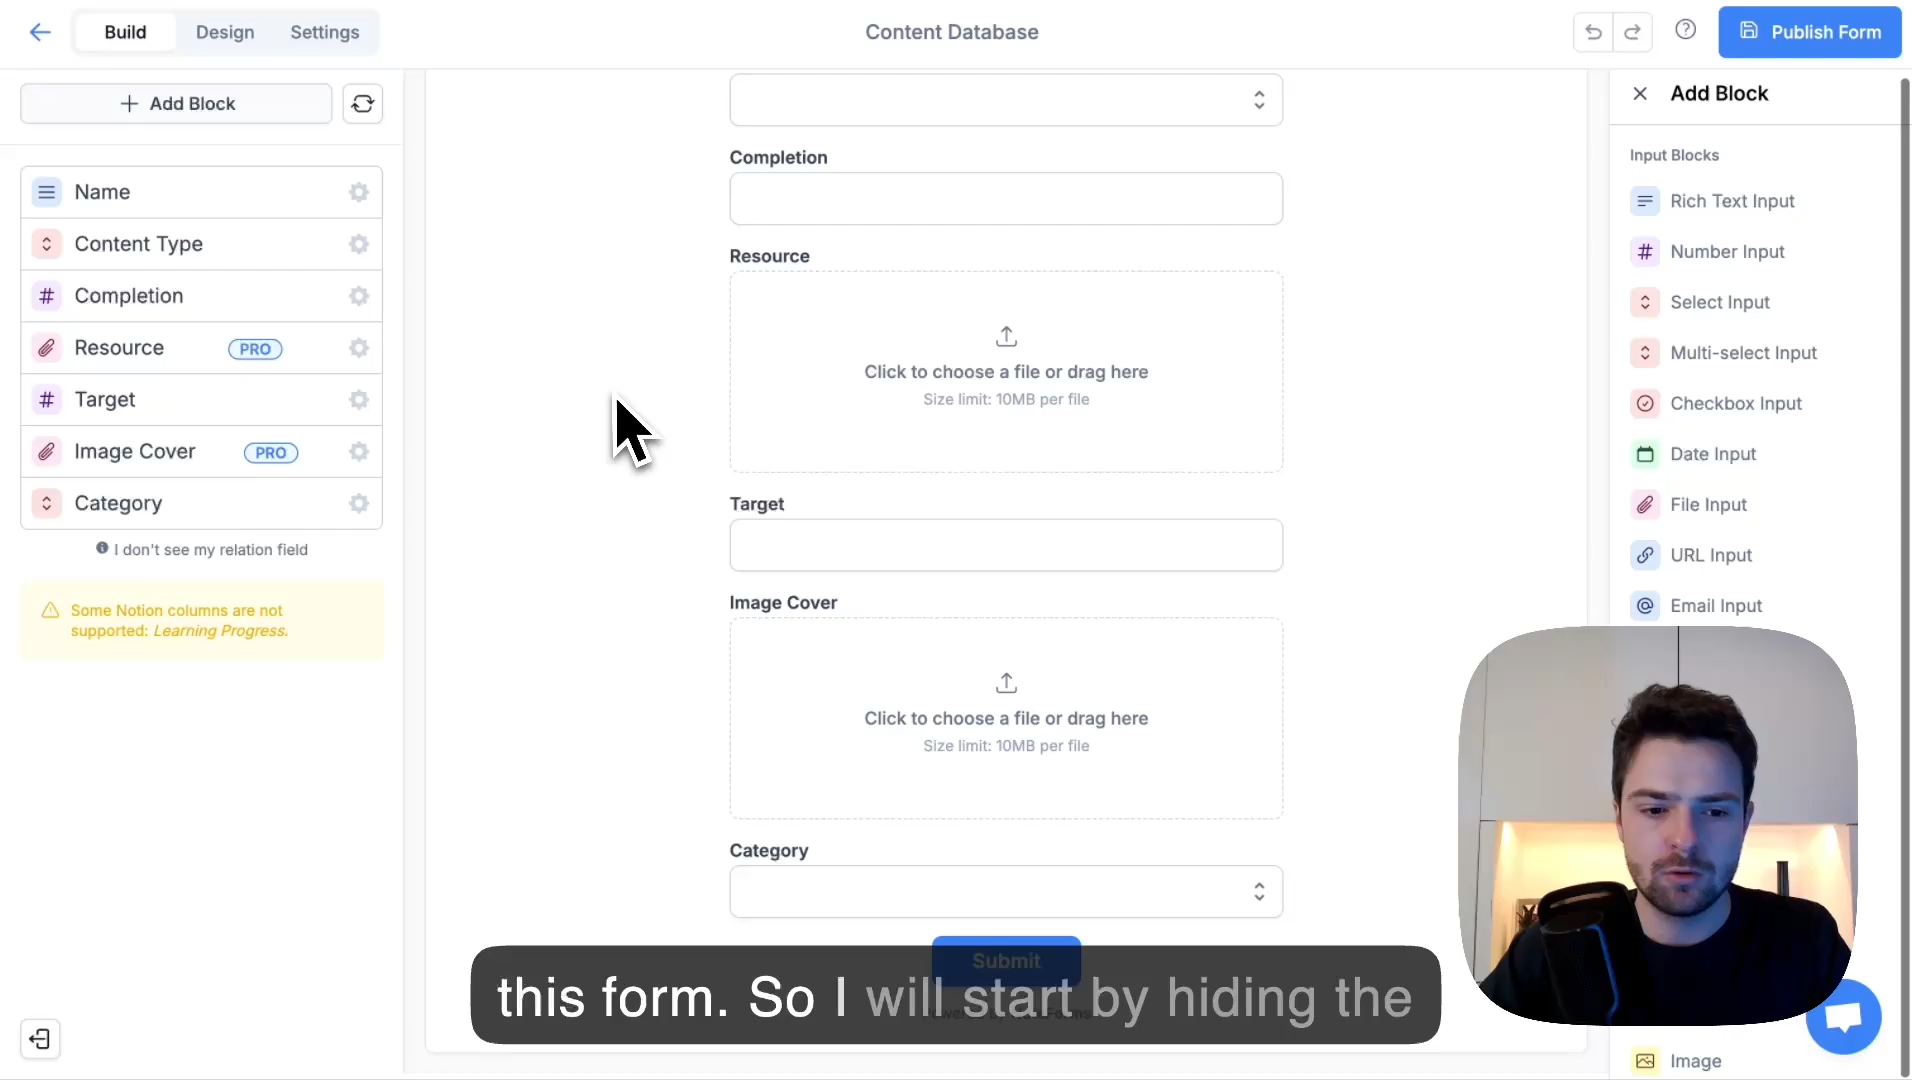 Build
Design
Settings
Content Database
Publish Form
Add Block
Name
Content Type
Completion
Resource
PRO
Target
Image Cover
PRO
Category
I don't see my relation field
Some Notion columns are not
supported: Learning Progress.
Completion
Resource
Click to choose a file or drag here
Size limit: 10MB per file
Target
Image Cover
Click to choose a file or drag here
Size limit: 10MB per file
Category
Submit
this form. So I will start by hiding the
Add Block
Input Blocks
Rich Text Input
Number Input
Select Input
Multi-select Input
Checkbox Input
Date Input
File Input
URL Input
Email Input
Image